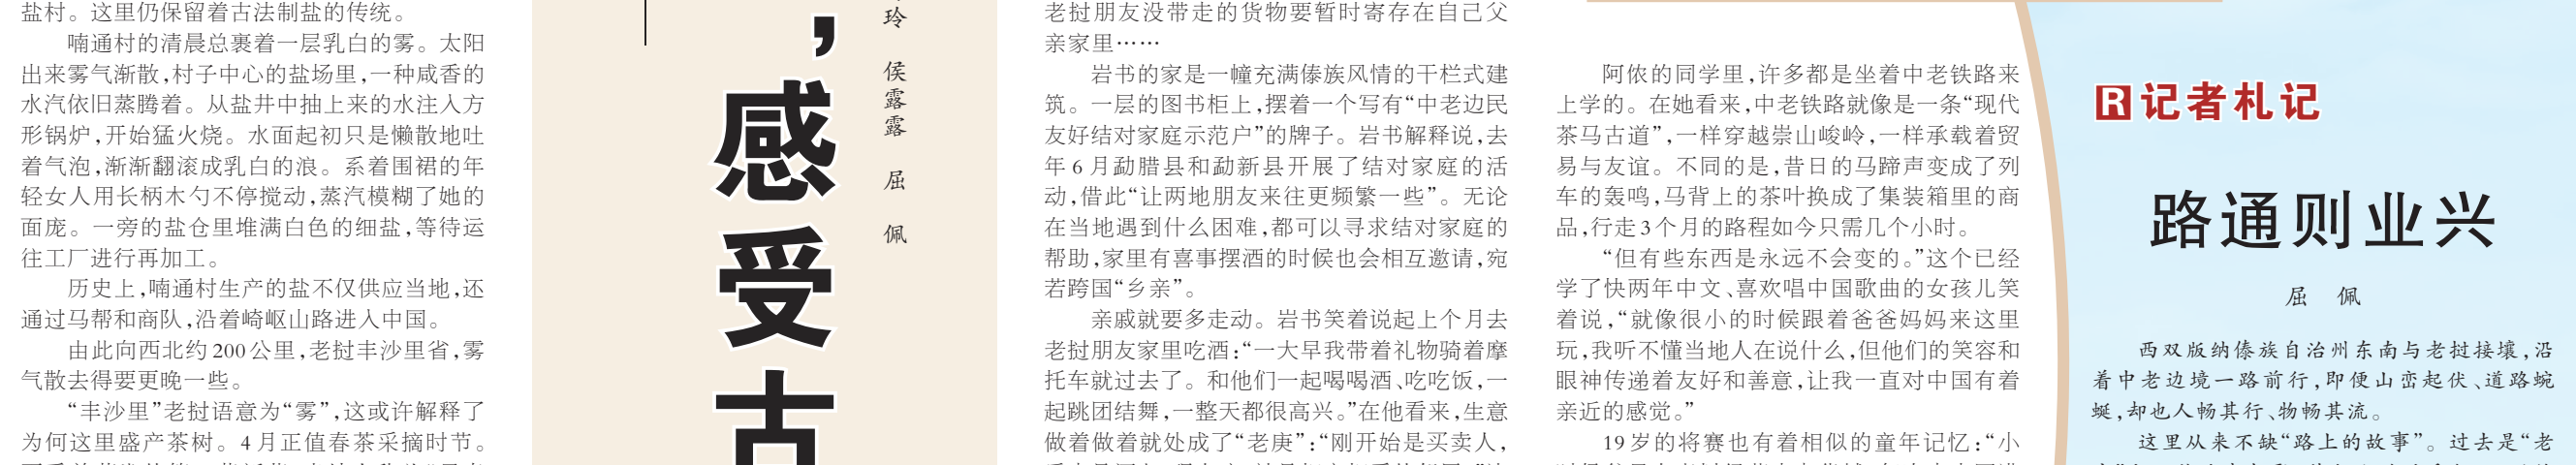 盐村。这里仍保留着古法制盐的传统。
喃通村的清晨总裹着一层乳白的雾。太阳
出来雾气渐散,村子中心的盐场里,一种咸香的
水汽依旧蒸腾着。从盐井中抽上来的水注入方
形锅炉,开始猛火烧。水面起初只是懒散地吐
着气泡,渐渐翻滚成乳白的浪。系着围裙的年
轻女人用长柄木勺不停搅动,蒸汽模糊了她的
面庞。一旁的盐仓里堆满白色的细盐,等待运
往工厂进行再加工。
历史上,喃通村生产的盐不仅供应当地,还
通过马帮和商队,沿着崎岖山路进入中国。
由此向西北约200公里,老挝丰沙里省,雾
气散去得要更晚一些。
“丰沙里”老挝语意为“雾”,这或许解释了
为何这里盛产茶树。4月正值春茶采摘时节。
,感受古
玲 侯露露 屈 佩
老挝朋友没带走的货物要暂时寄存在自己父
亲家里……
岩书的家是一幢充满傣族风情的干栏式建
筑。一层的图书柜上,摆着一个写有“中老边民
友好结对家庭示范户”的牌子。岩书解释说,去
年6月勐腊县和勐新县开展了结对家庭的活
动,借此“让两地朋友来往更频繁一些”。无论
在当地遇到什么困难,都可以寻求结对家庭的
帮助,家里有喜事摆酒的时候也会相互邀请,宛
若跨国“乡亲”。
亲戚就要多走动。岩书笑着说起上个月去
老挝朋友家里吃酒:“一大早我带着礼物骑着摩
托车就过去了。和他们一起喝喝酒、吃吃饭,一
起跳团结舞,一整天都很高兴。”在他看来,生意
做着做着就处成了“老庚”:“刚开始是买卖人,
阿侬的同学里,许多都是坐着中老铁路来
上学的。在她看来,中老铁路就像是一条“现代
茶马古道”,一样穿越崇山峻岭,一样承载着贸
易与友谊。不同的是,昔日的马蹄声变成了列
车的轰鸣,马背上的茶叶换成了集装箱里的商
品,行走3个月的路程如今只需几个小时。
“但有些东西是永远不会变的。”这个已经
学了快两年中文、喜欢唱中国歌曲的女孩儿笑
着说,“就像很小的时候跟着爸爸妈妈来这里
玩,我听不懂当地人在说什么,但他们的笑容和
眼神传递着友好和善意,让我一直对中国有着
亲近的感觉。”
19岁的将赛也有着相似的童年记忆:“小
R记者札记
路通则业兴
屈 佩
西双版纳傣族自治州东南与老挝接壤,沿
着中老边境一路前行,即便山峦起伏、道路蜿
蜒,却也人畅其行、物畅其流。
这里从来不缺“路上的故事”。过去是“老